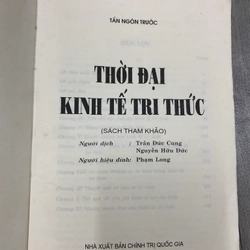 TẦN NGÔN TRƯỚC
THỜI ĐẠI
KINH TẾ TRI THỨC
(SÁCH THAM KHẢO)
Người dịch : Trần Đức Cung
Nguyễn Hữu Đức
Người hiệu đính: Phạm Long
NHÀ XUẤT BẢN CHÍNH TRỊ QUỐC GIA